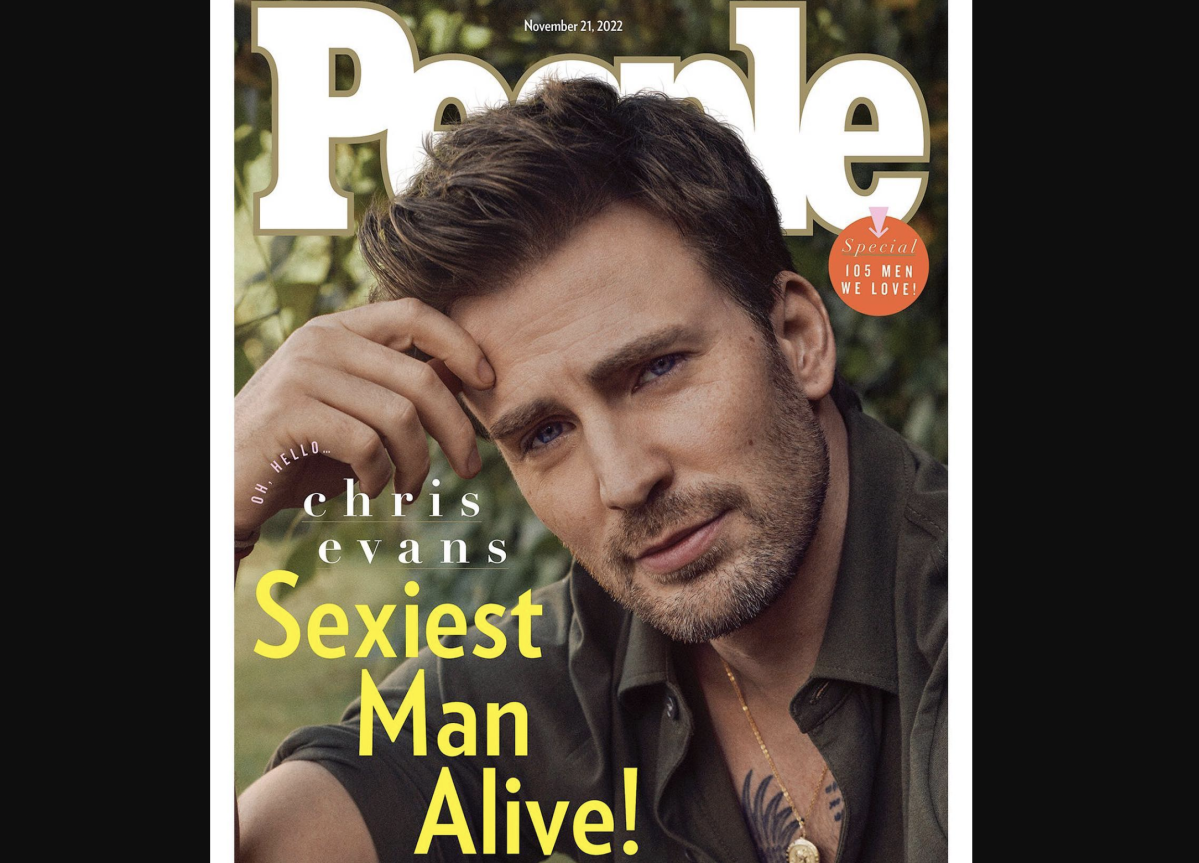 November 21, 2022
People
Special
105 MEN
WE LOVE!
OH, HELLO...
chris
evans
Sexiest
Man
Alive!